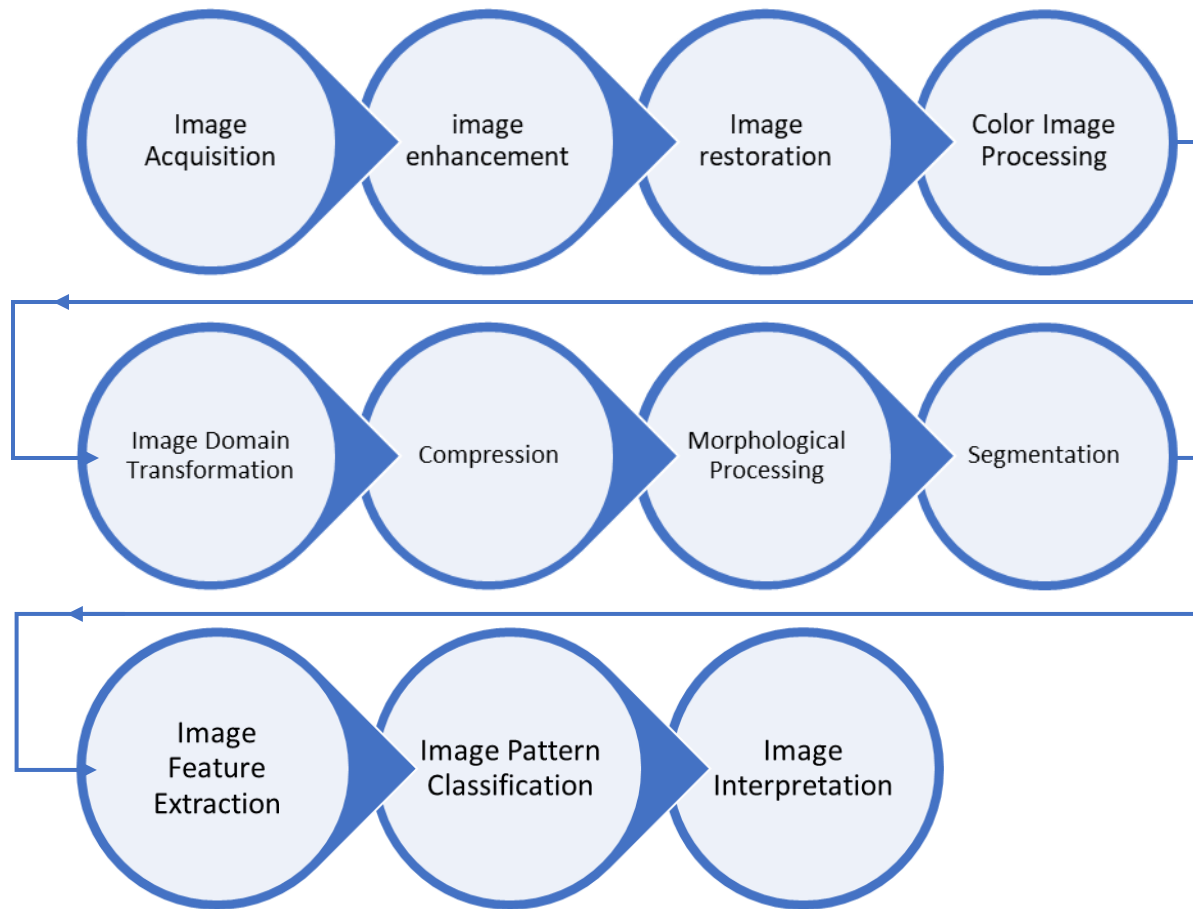 Image
Acquisition
image
enhancement
Image
restoration
Color Image
Processing
Image Domain
Transformation
Compression
Morphological
Processing
Segmentation
Image
Feature
Extraction
Image Pattern
Classification
Image
Interpretation